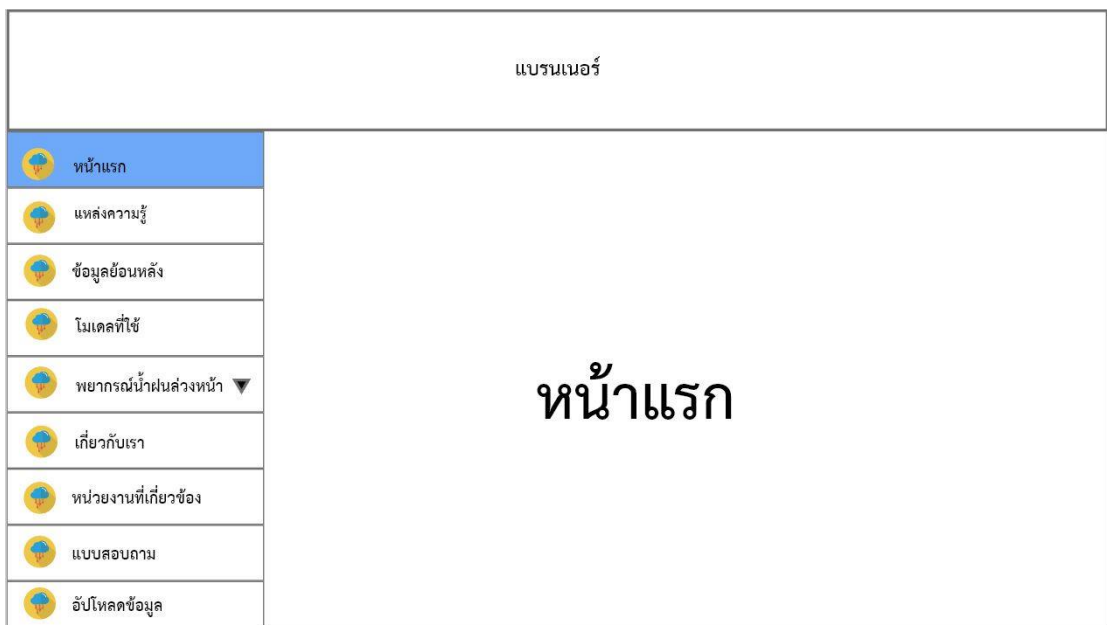 แบรนเนอร์
หน้าแรก
แหล่งความรู้
ข้อมูลย้อนหลัง
โมเดลที่ใช้
พยากรณ์น้ำฝนล่วงหน้า
เกี่ยวกับเรา
หน่วยงานที่เกี่ยวข้อง
แบบสอบถาม
อัปโหลดข้อมูล
หน้าแรก